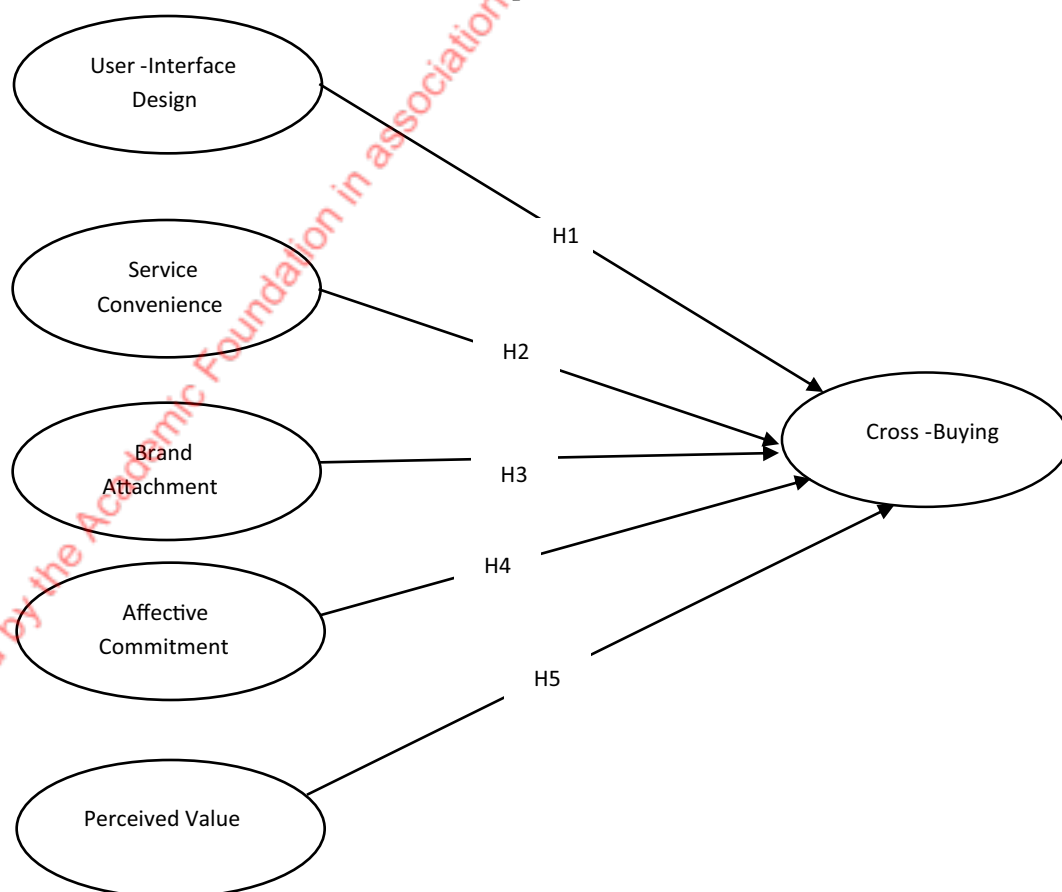 User -Interface
Design
H1
Service
Convenience
H2
Brand
Attachment
H3
Cross -Buying
Affective
Commitment
H4
Perceived Value
H5
by the Academic Foundation in association